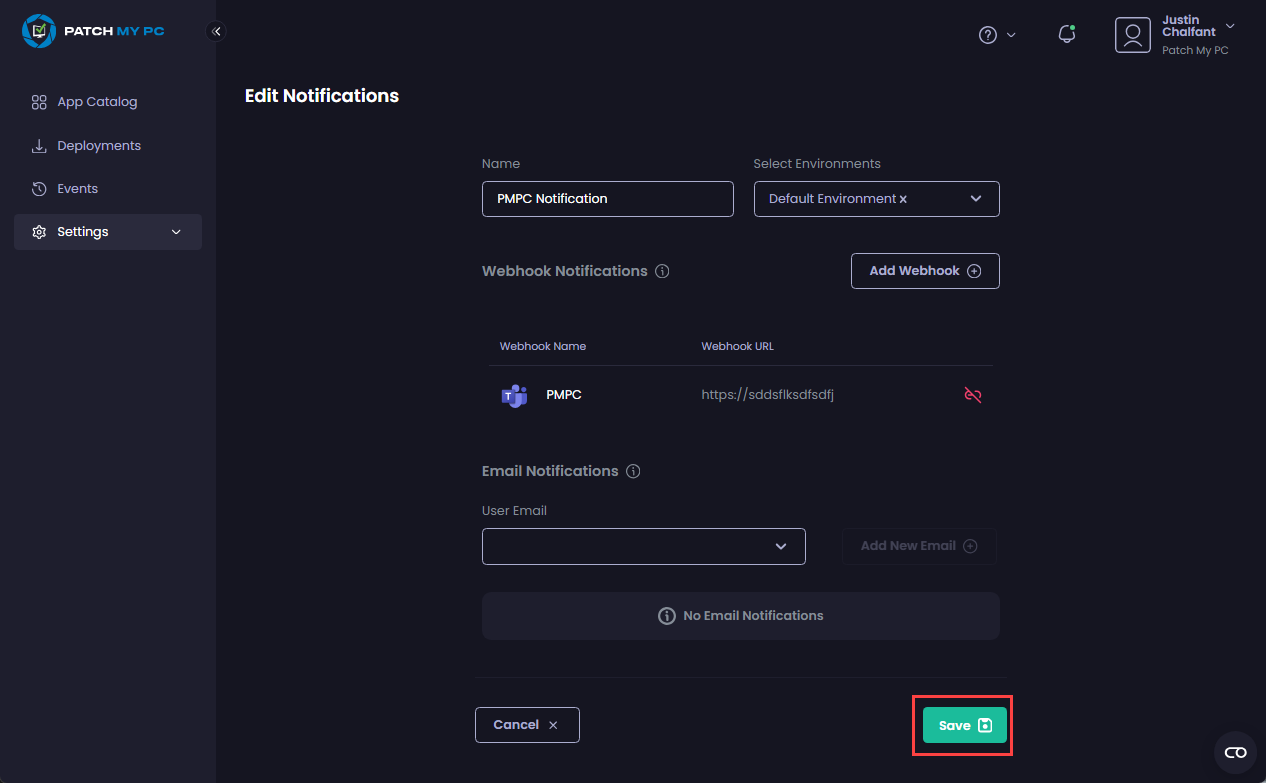 PATCH MY PC
Justin
Chalfant
Patch My PC
App Catalog
Deployments
Events
Settings
Edit Notifications
Name
Select Environments
PMPC Notification
Default Environment x
Webhook Notifications
Add Webhook
Webhook Name
Webhook URL
T
PMPC
https://sddsflksdfsdfj
Email Notifications
User Email
Add New Email
No Email Notifications
Cancel
Save